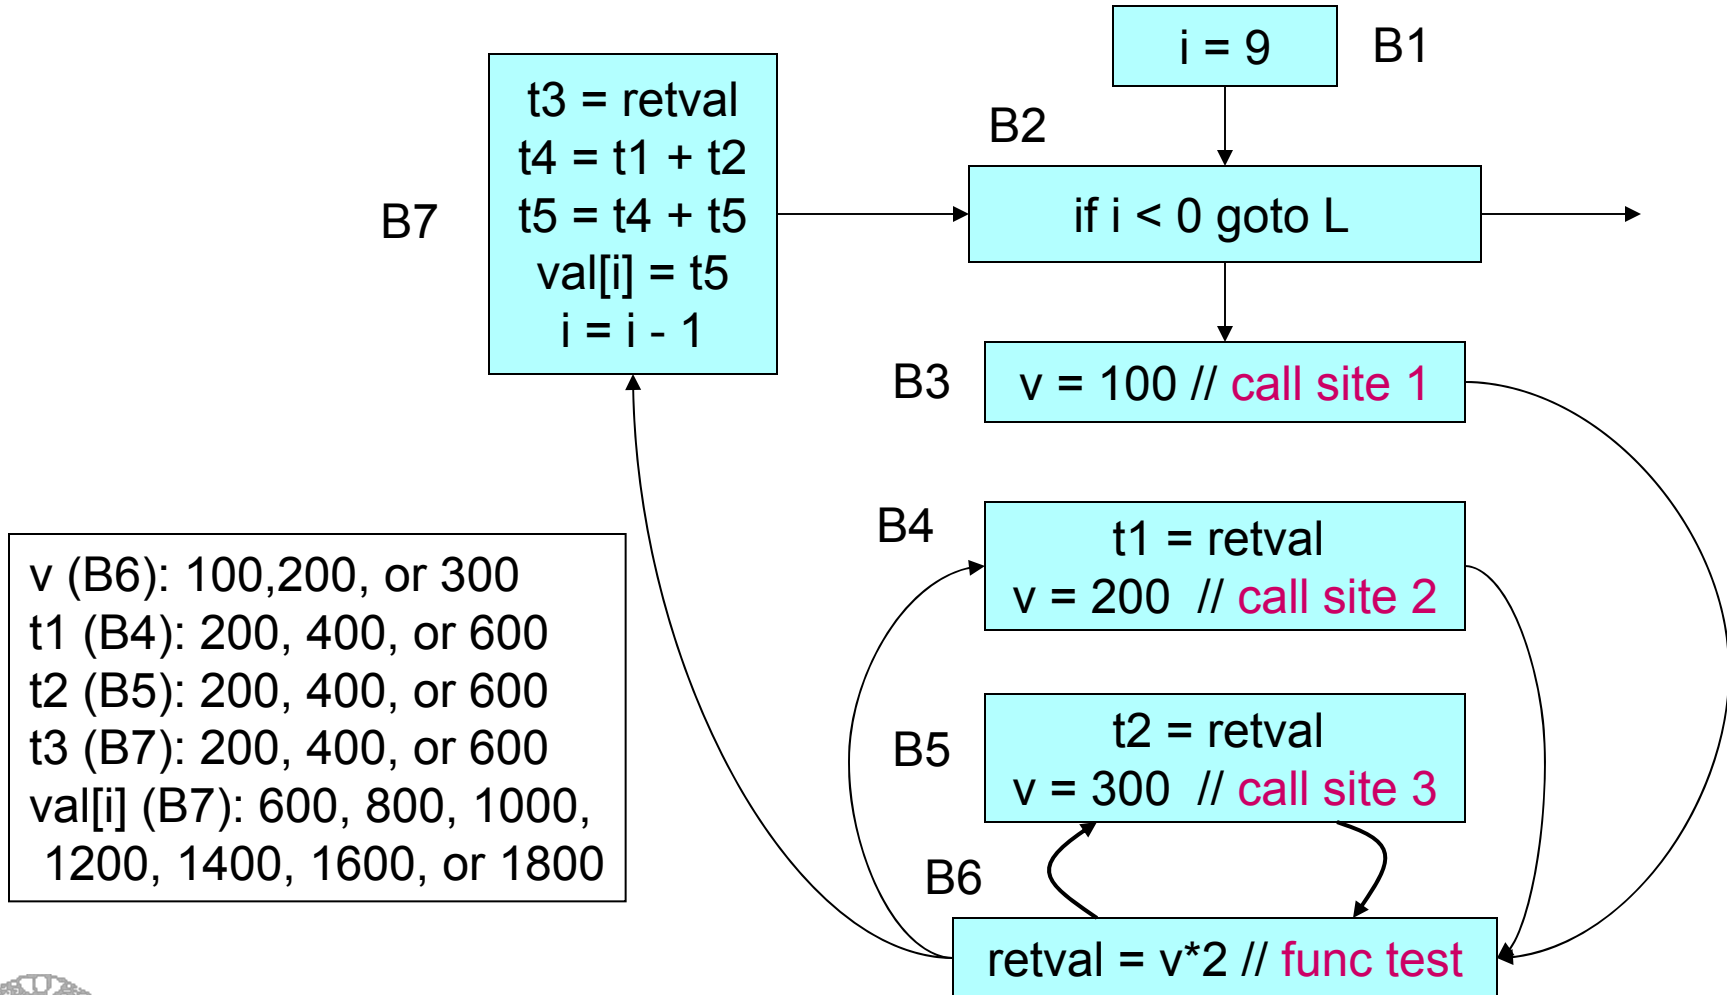 i = 9
B1
B2
if i < 0 goto L
t3 = retval
t4 = t1 + t2
t5 = t4 + t5
val[i] = t5
i = i - 1
B7
B3
v = 100 // call site 1
B4
t1 = retval
v = 200 // call site 2
B5
t2 = retval
v = 300 // call site 3
B6
retval = v*2 // func test
v (B6): 100,200, or 300
t1 (B4): 200, 400, or 600
t2 (B5): 200, 400, or 600
t3 (B7): 200, 400, or 600
val[i] (B7): 600, 800, 1000,
1200, 1400, 1600, or 1800